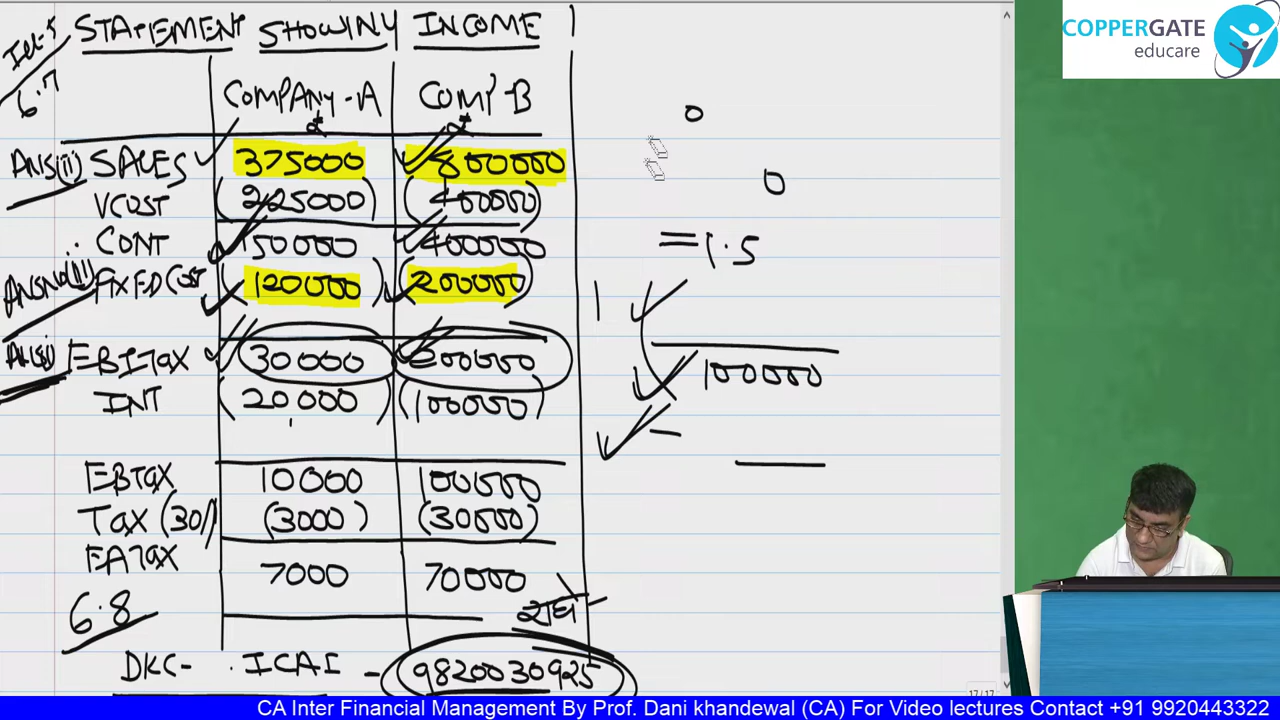 Ill-5
6.7
STATEMENT SHOWING INCOME
COMPANY-A COMP' B
₹ ₹
ANS(ii) SALES 375000 800000
VCOST (225000) (400000)
∴ CONT 150000 400000
ANSNO(iii) FIXED COST (120000) (200000)
ANS(i) EBITAX 30000 200000
INT (20,000) (100000)
EBTAX 10000 100000
TAX (30%) (3000) (30000)
EATAX 7000 70000
6.8
DKC- ICAI - 9820030925
0
0
=1.5
100000
COPPERGATE
educare
17/17
CA Inter Financial Management By Prof. Dani khandewal (CA) For Video lectures Contact +91 9920443322